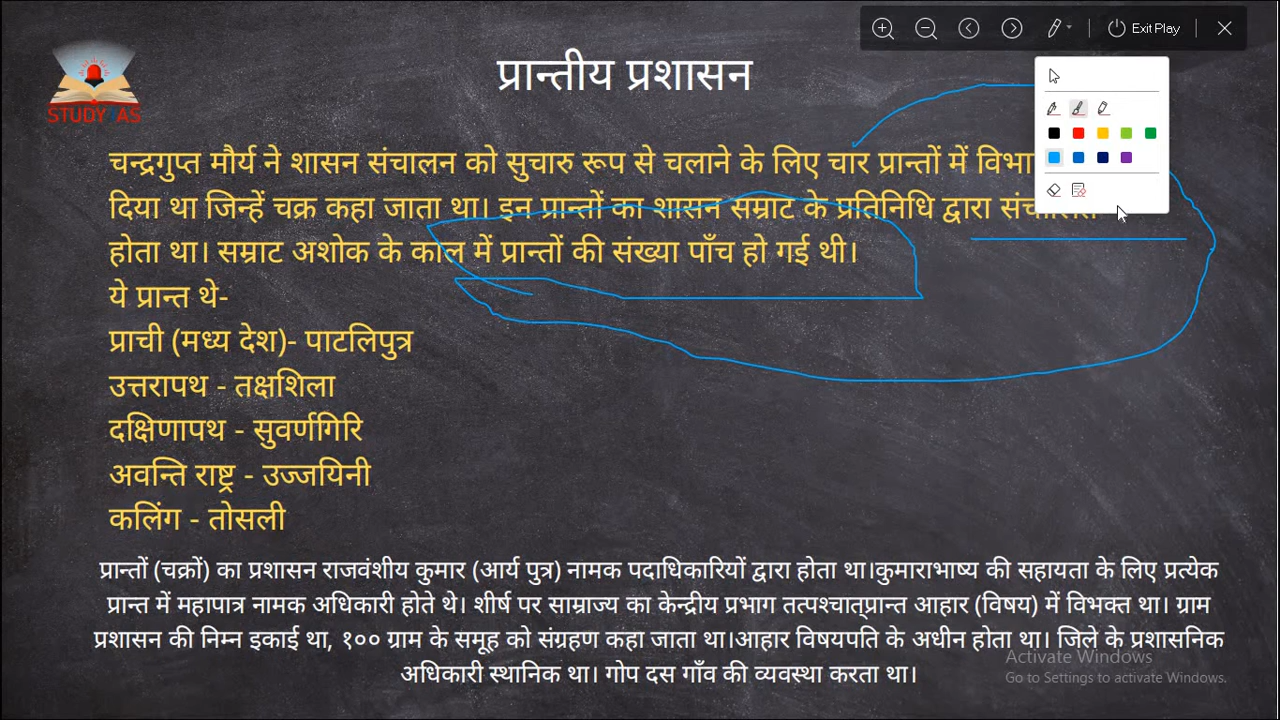 Exit Play
प्रान्तीय प्रशासन
STUDY IAS
चन्द्रगुप्त मौर्य ने शासन संचालन को सुचारु रूप से चलाने के लिए चार प्रान्तों में
दिया था जिन्हें चक्र कहा जाता था। इन प्रान्तों का शासन सम्राट के प्रतिनिधि द्वारा संचालित
होता था। सम्राट अशोक के काल में प्रान्तों की संख्या पाँच हो गई थी।
ये प्रान्त थे-
प्राची (मध्य देश)- पाटलिपुत्र
उत्तरापथ - तक्षशिला
दक्षिणापथ - सुवर्णगिरि
अवन्ति राष्ट्र - उज्जयिनी
कलिंग - तोसली
प्रान्तों (चक्रों) का प्रशासन राजवंशीय कुमार (आर्य पुत्र) नामक पदाधिकारियों द्वारा होता था।कुमाराभाष्य की सहायता के लिए प्रत्येक
प्रान्त में महापात्र नामक अधिकारी होते थे। शीर्ष पर साम्राज्य का केन्द्रीय प्रभाग तत्पश्चात्प्रान्त आहार (विषय) में विभक्त था। ग्राम
प्रशासन की निम्न इकाई था, १०० ग्राम के समूह को संग्रहण कहा जाता था।आहार विषयपति के अधीन होता था। जिले के प्रशासनिक
अधिकारी स्थानिक था। गोप दस गाँव की व्यवस्था करता था।
Activate Windows
Go to Settings to activate Windows.